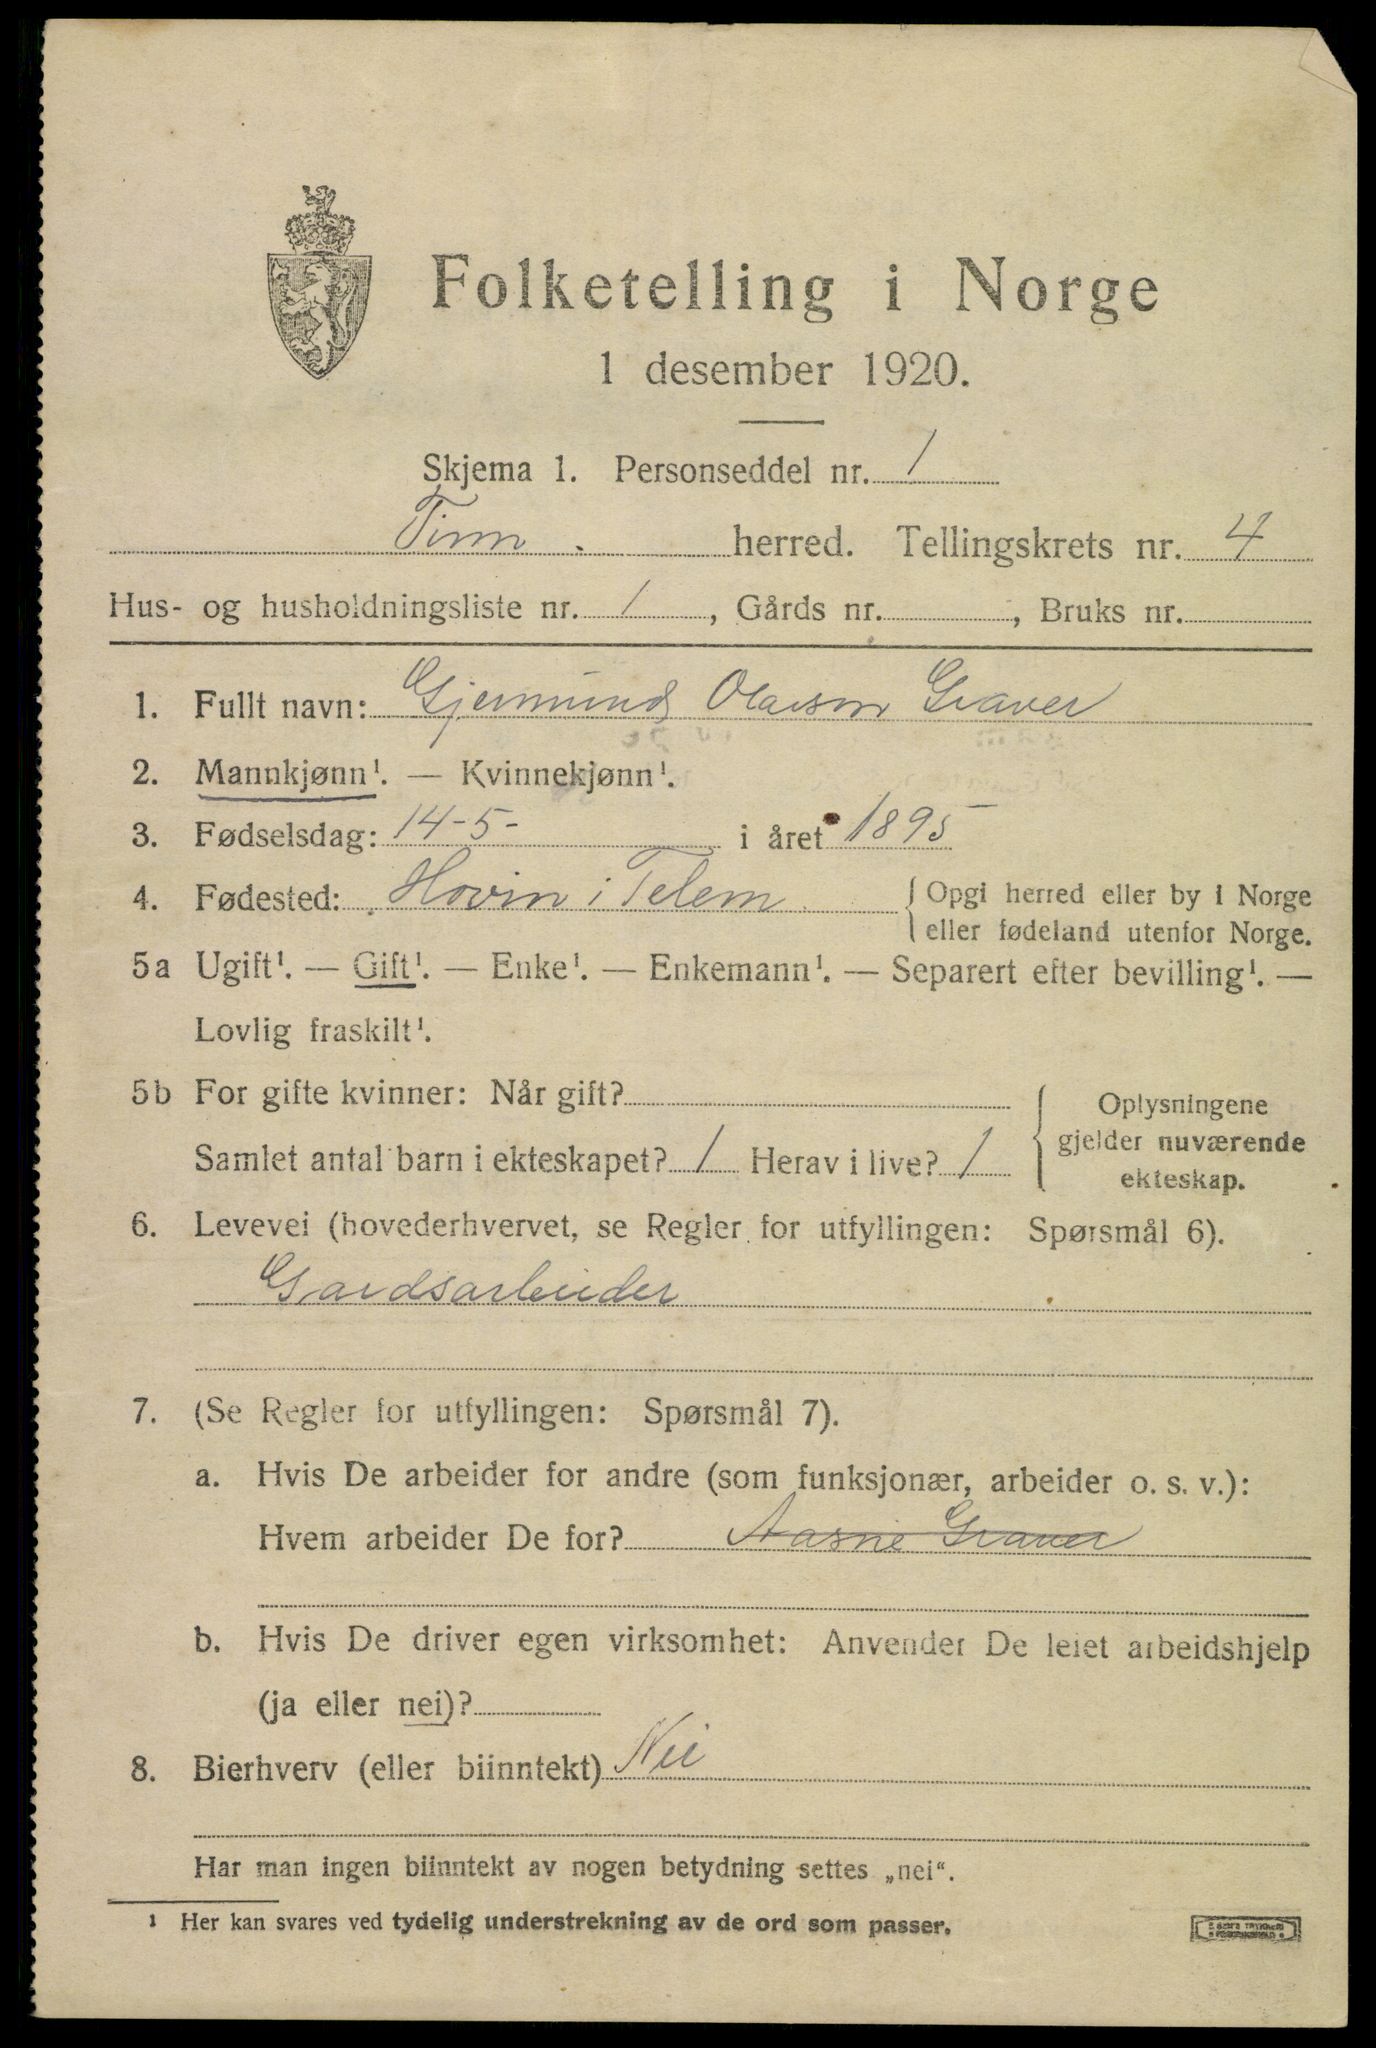 Folketelling i Norge
1 desember 1920.
Skjema 1. Personseddel nr. 1
Tinn. herred. Tellingskrets nr. 4
Hus- og husholdningsliste nr. 1, Gårds nr. , Bruks nr.
1. Fullt navn: Gjermund Olavson Graver
2. Mannkjønn¹. — Kvinnekjønn¹.
3. Fødselsdag: 14-5- i året 1895
4. Fødested: Hovin i Telem. { Opgi herred eller by i Norge
eller fødeland utenfor Norge.
5a Ugift¹. — Gift¹. — Enke¹. — Enkemann¹. — Separert efter bevilling¹. —
Lovlig fraskilt¹.
5b For gifte kvinner: Når gift?
Samlet antal barn i ekteskapet? 1 Herav i live? 1
{ Oplysningene
gjelder nuværende
ekteskap.
6. Levevei (hovederhvervet, se Regler for utfyllingen: Spørsmål 6).
Gardsarbeider
7. (Se Regler for utfyllingen: Spørsmål 7).
a. Hvis De arbeider for andre (som funksjonær, arbeider o. s. v.):
Hvem arbeider De for? Aasne Graver
b. Hvis De driver egen virksomhet: Anvender De leiet arbeidshjelp
(ja eller nei)?
8. Bierhverv (eller biinntekt) Nei
Har man ingen biinntekt av nogen betydning settes „nei“.
¹ Her kan svares ved tydelig understrekning av de ord som passer.